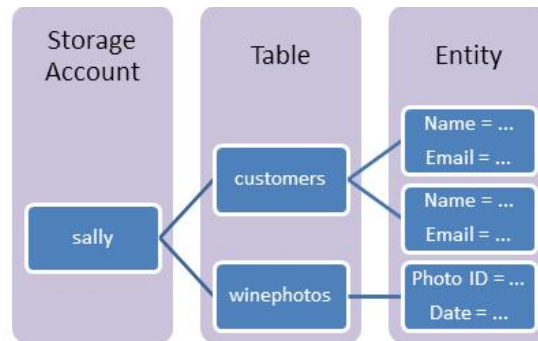 Storage
Account
Table
Entity
sally
customers
winephotos
Name = ...
Email = ...
Name = ...
Email = ...
Photo ID = ...
Date = ...